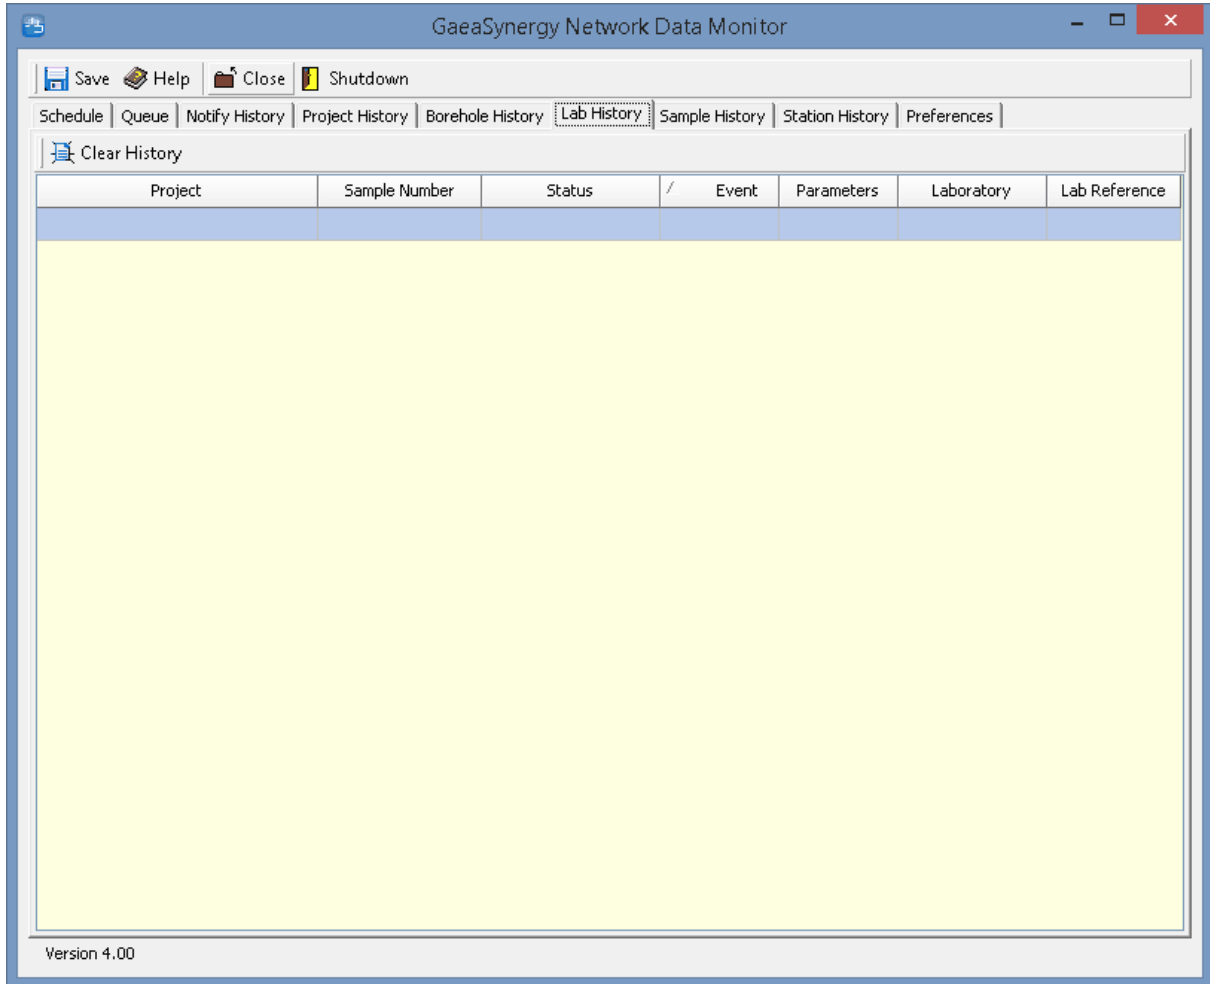 GaeaSynergy Network Data Monitor
Save Help Close Shutdown
Schedule Queue Notify History Project History Borehole History Lab History Sample History Station History Preferences
Clear History
Project Sample Number Status / Event Parameters Laboratory Lab Reference
Version 4.00